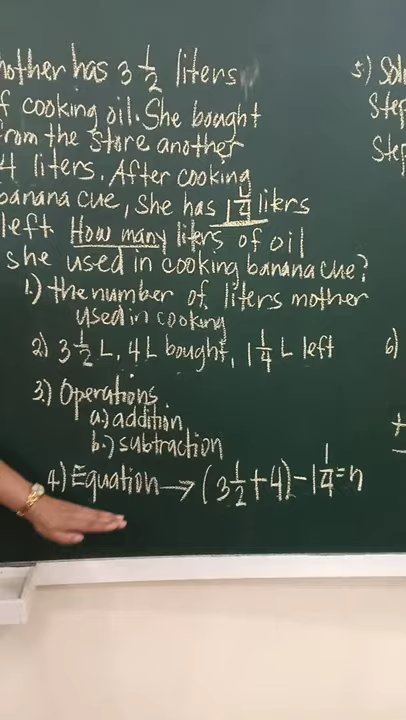 mother has 3 1/2 liters
of cooking oil. She bought
from the store another
4 liters. After cooking
banana cue, she has 1 1/4 liters
left How many liters of oil
she used in cooking banana cue?
1.) the number of liters mother
used in cooking
2.) 3 1/2 L, 4 L bought, 1 1/4 L left
3.) Operations
a.) addition
b.) subtraction
4.) Equation → (3 1/2 + 4) - 1 1/4 = n
5.) Sol
Step
Step
6.)